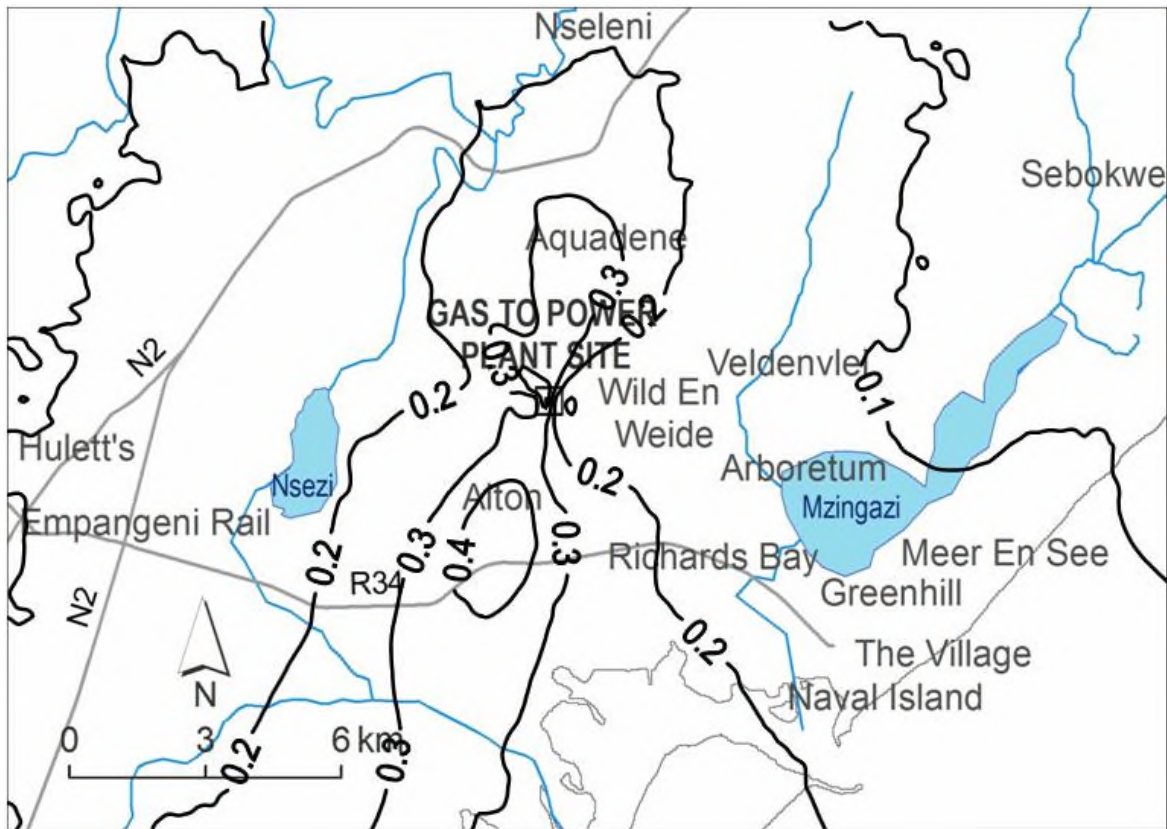 Nseleni
Sebokwe
Aquadene
0.3
0.2
GAS TO POWER
PLANT SITE
0.3
N2
Veldenvlei
0.1
Wild En
Weide
0.2
Hulett's
Arboretum
0.2
Nsezi
Alton
Mzingazi
Empangeni Rail
0.3
0.4
0.3
0.2
Richards Bay
Meer En See
R34
Greenhill
N2
0.2
The Village
N
Naval Island
0
3
6 km
0.2
0.3